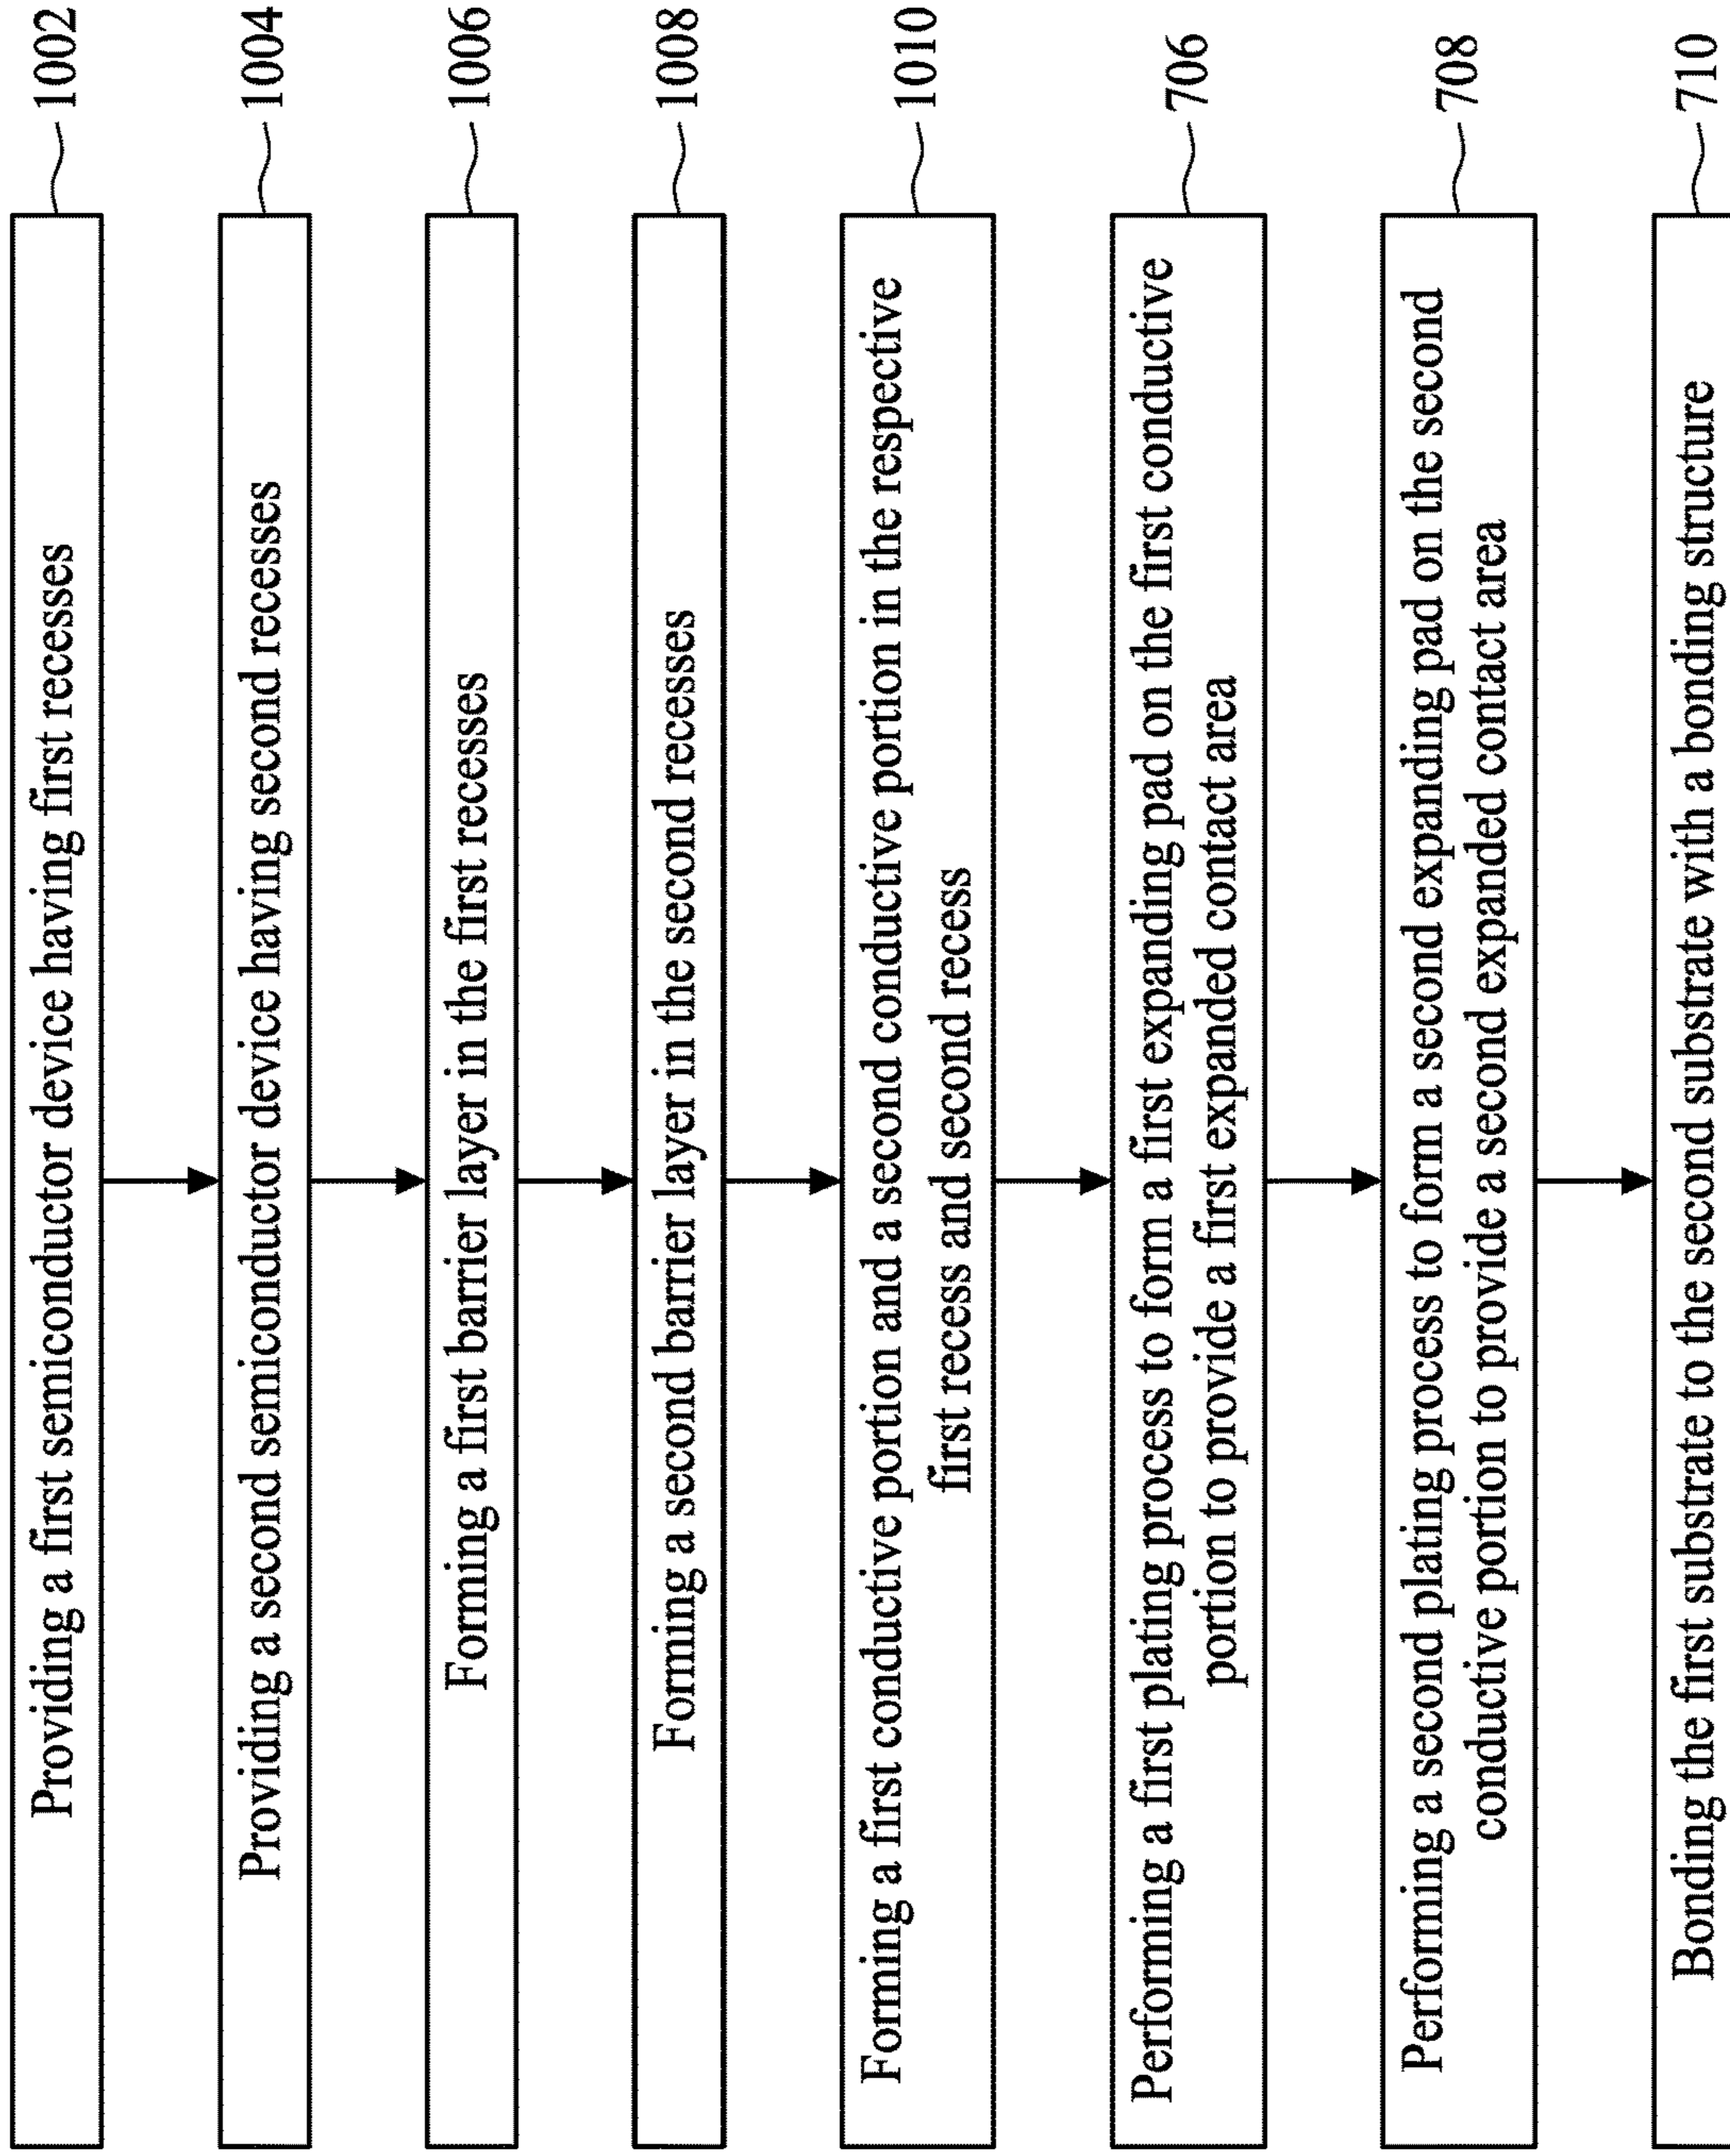 Providing a first semiconductor device having first recesses
1002
Providing a second semiconductor device having second recesses
1004
Forming a first barrier layer in the first recesses
1006
Forming a second barrier layer in the second recesses
1008
Forming a first conductive portion and a second conductive portion in the respective
first recess and second recess
1010
Performing a first plating process to form a first expanding pad on the first conductive
portion to provide a first expanded contact area
706
Performing a second plating process to form a second expanding pad on the second
conductive portion to provide a second expanded contact area
708
Bonding the first substrate to the second substrate with a bonding structure
710